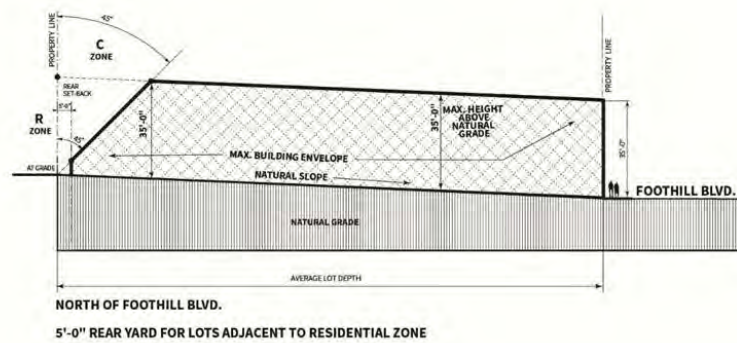 PROPERTY LINE
45°
C
ZONE
PROPERTY LINE
REAR
SET-BACK
5'-0"
R
ZONE
45°
35'-0"
35'-0"
MAX. HEIGHT
ABOVE
NATURAL
GRADE
35'-0"
MAX. BUILDING ENVELOPE
AT GRADE
NATURAL SLOPE
FOOTHILL BLVD.
NATURAL GRADE
AVERAGE LOT DEPTH
NORTH OF FOOTHILL BLVD.
5'-0" REAR YARD FOR LOTS ADJACENT TO RESIDENTIAL ZONE